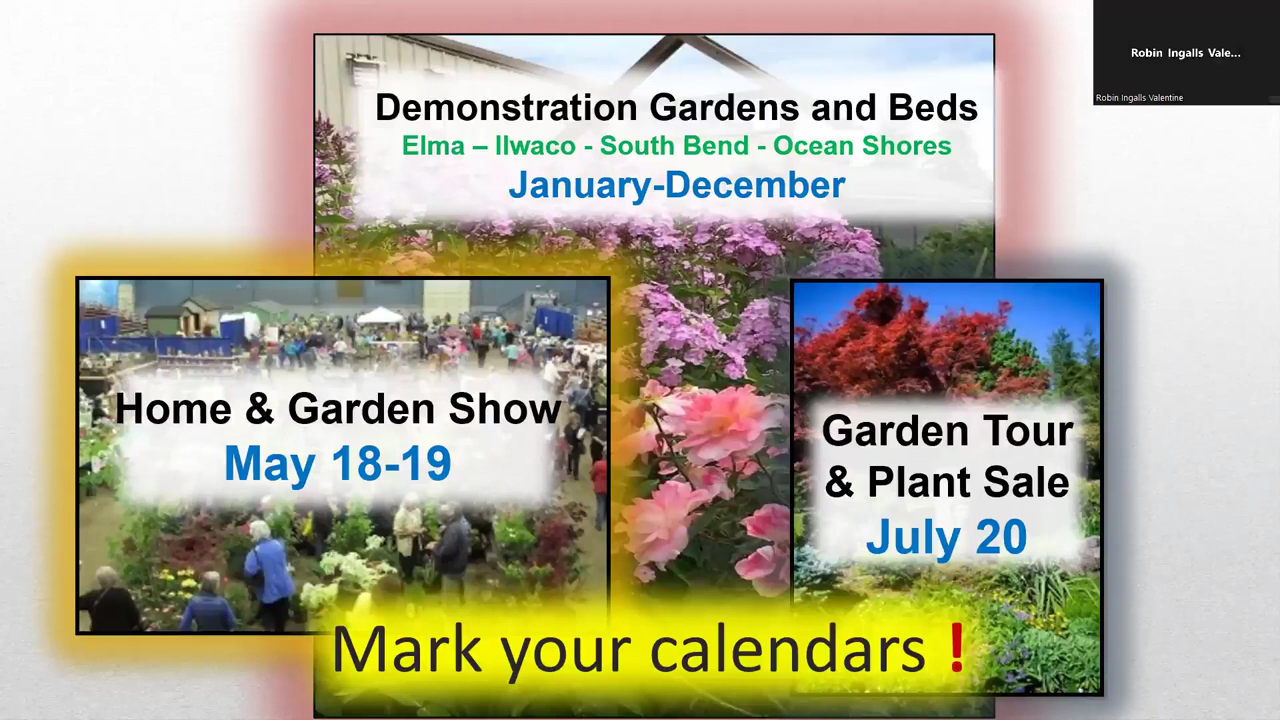 Demonstration Gardens and Beds
Elma – Ilwaco - South Bend - Ocean Shores
January-December
Home & Garden Show
May 18-19
Garden Tour
& Plant Sale
July 20
Mark your calendars !
Robin Ingalls Vale...
Robin Ingalls Valentine